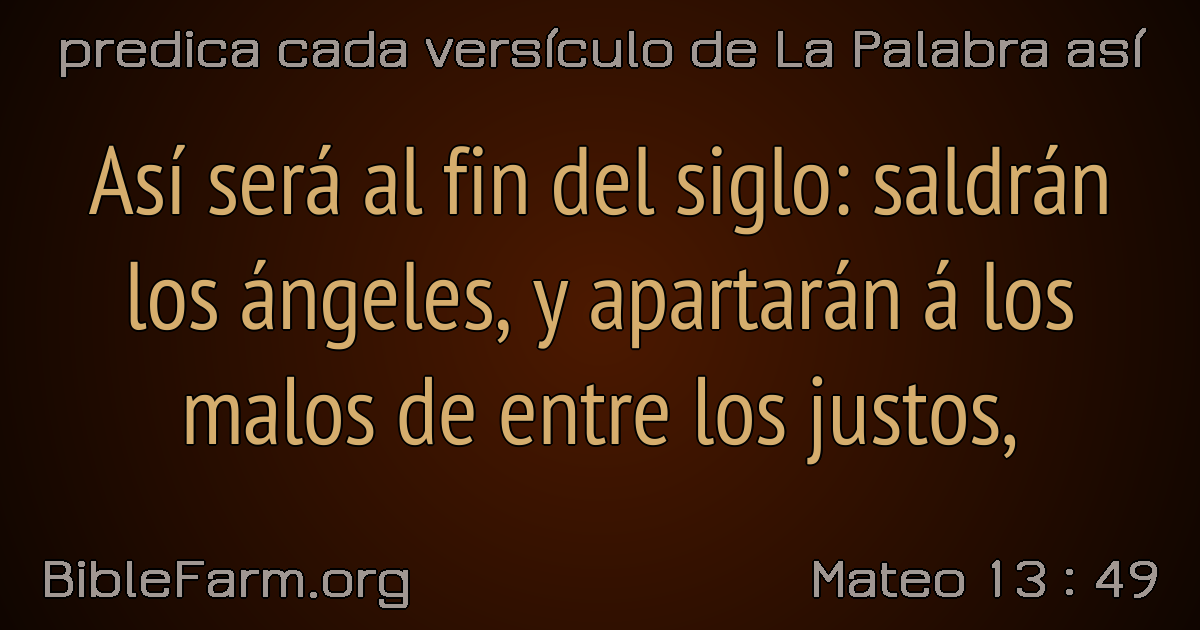 predica cada versículo de La Palabra así
Así será al fin del siglo: saldrán
los ángeles, y apartarán á los
malos de entre los justos,
BibleFarm.org
Mateo 13 : 49